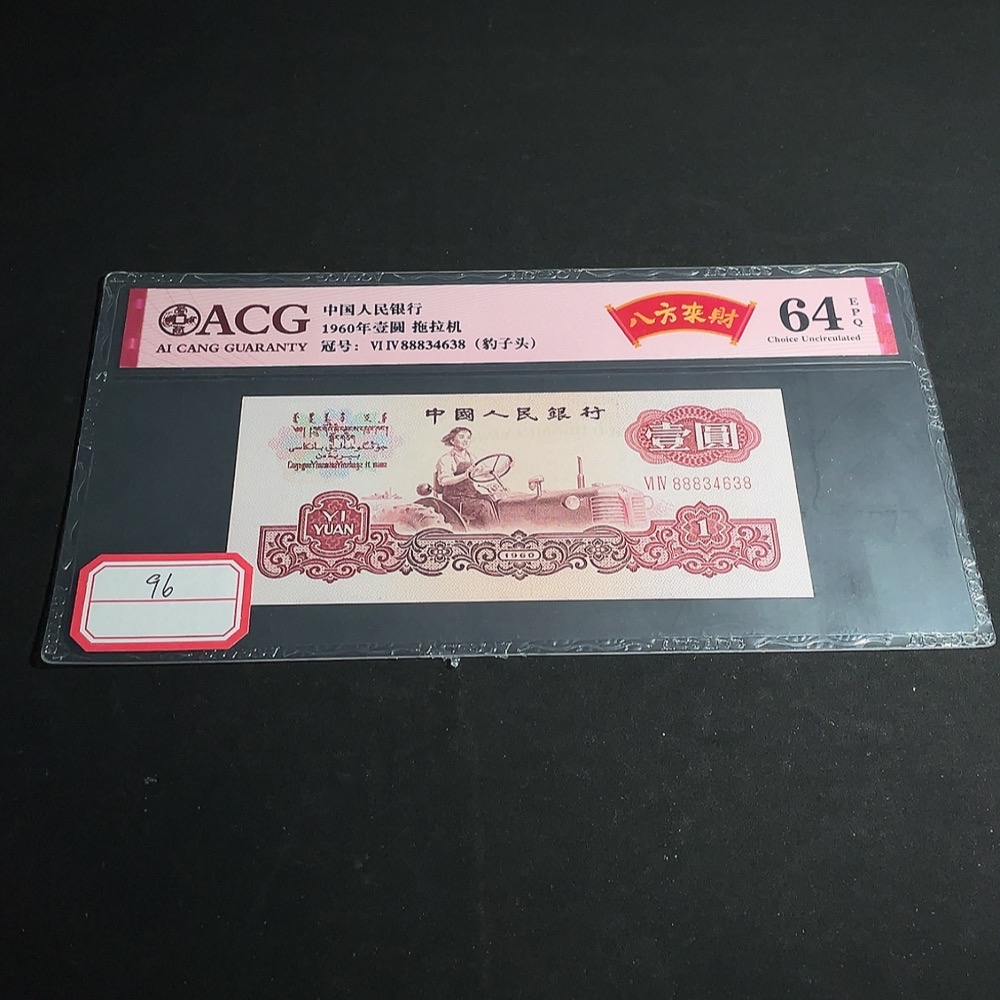 ACG
AI CANG GUARANTY
中国人民银行
1960年壹圆 拖拉机
冠号: VI IV 88834638 (豹子头)
八方來財
64
EPQ
Choice Uncirculated
中國人民銀行
壹圓
VI IV 88834638
YI
YUAN
1960
1
96